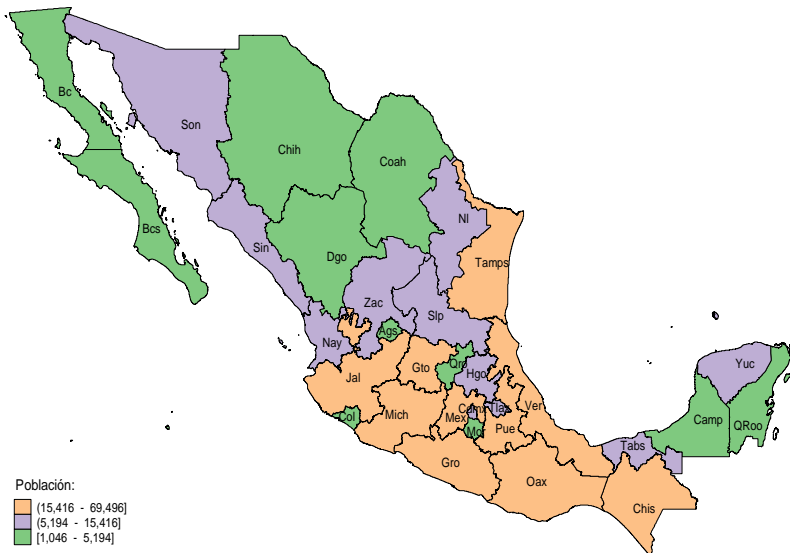 Bc
Son
Chih
Coah
Bcs
Sin
Dgo
Nl
Tamps
Zac
Slp
Nay
Ags
Jal
Gto
Qro
Hgo
Yuc
Col
Mich
Mex
Cdmx
Tlax
Ver
Mo
Pue
Camp
QRoo
Gro
Oax
Tabs
Chis
Población:
(15,416 - 69,496]
(5,194 - 15,416]
[1,046 - 5,194]